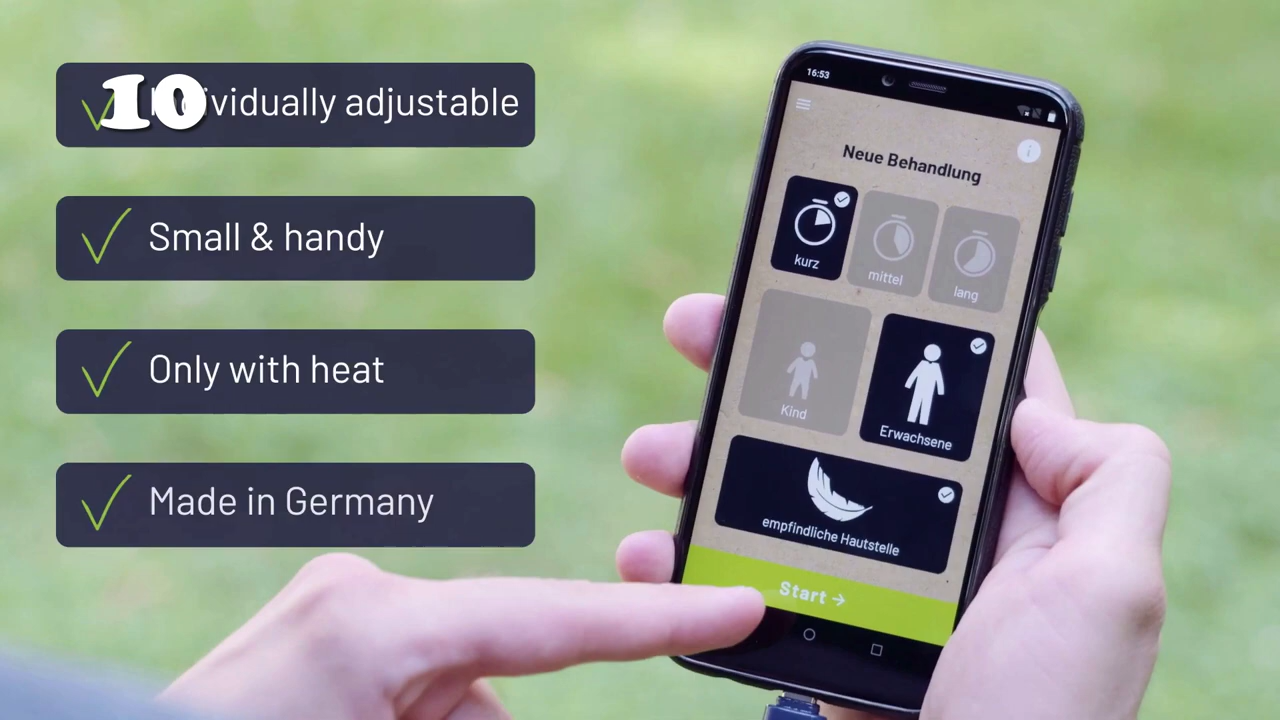 10
ividually adjustable
Small & handy
Only with heat
Made in Germany
16:53
Neue Behandlung
kurz
mittel
lang
Kind
Erwachsene
empfindliche Hautstelle
Start →